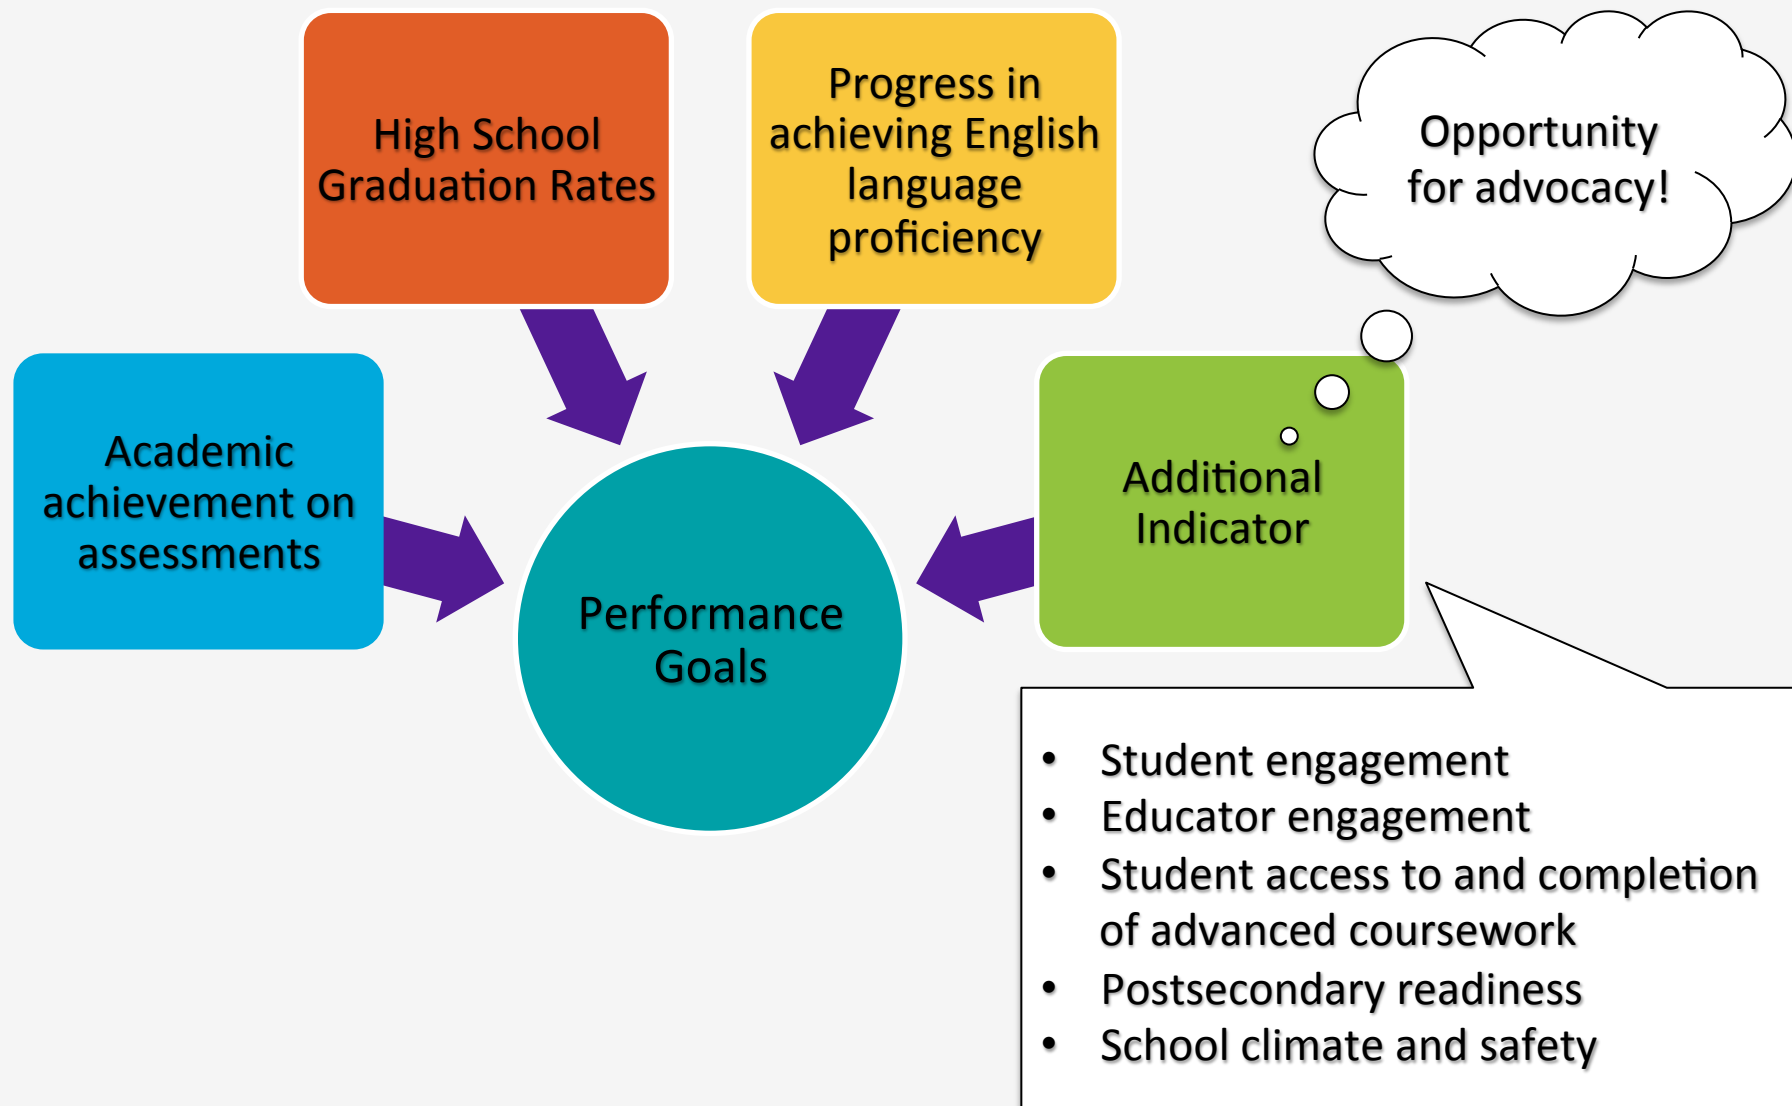 High School
Graduation Rates
Progress in
achieving English
language
proficiency
Opportunity
for advocacy!
Academic
achievement on
assessments
Additional
Indicator
Performance
Goals
• Student engagement
• Educator engagement
• Student access to and completion
of advanced coursework
• Postsecondary readiness
• School climate and safety